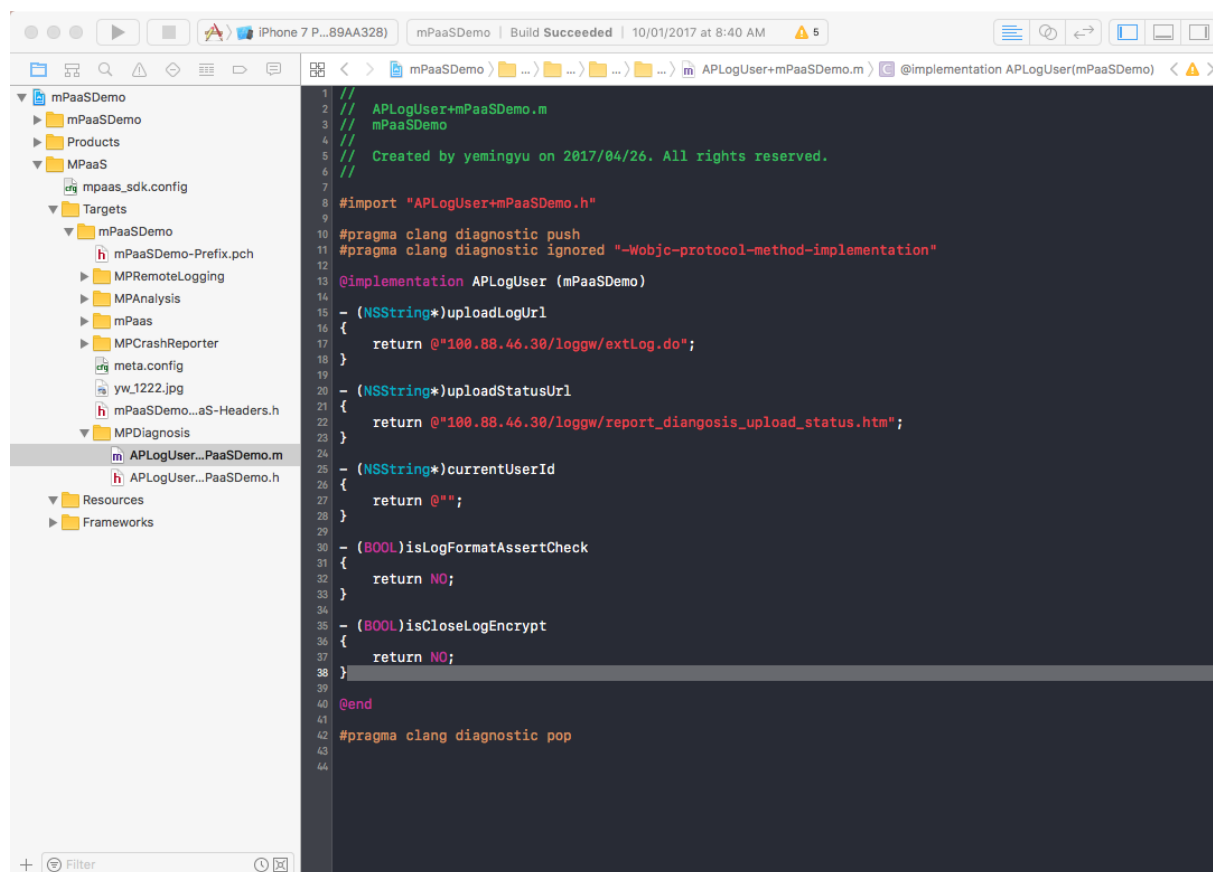 iPhone 7 P...89AA328)
mPaaSDemo | Build Succeeded | 10/01/2017 at 8:40 AM
5
mPaaSDemo
mPaaSDemo
Products
MPaaS
cfg mpaas_sdk.config
Targets
mPaaSDemo
h mPaaSDemo-Prefix.pch
MPRemoteLogging
MPAnalysis
mPaas
MPCrashReporter
cfg meta.config
yw_1222.jpg
h mPaaSDemo...aS-Headers.h
MPDiagnosis
m APLogUser...PaaSDemo.m
h APLogUser...PaaSDemo.h
Resources
Frameworks
Filter
mPaaSDemo 〉 ... 〉 ... 〉 ... 〉 ... 〉 m APLogUser+mPaaSDemo.m 〉 C @implementation APLogUser(mPaaSDemo)
1 //
2 //  APLogUser+mPaaSDemo.m
3 //  mPaaSDemo
4 //
5 //  Created by yemingyu on 2017/04/26. All rights reserved.
6 //
7
8 #import "APLogUser+mPaaSDemo.h"
9
10 #pragma clang diagnostic push
11 #pragma clang diagnostic ignored "-Wobjc-protocol-method-implementation"
12
13 @implementation APLogUser (mPaaSDemo)
14
15 - (NSString*)uploadLogUrl
16 {
17     return @"100.88.46.30/loggw/extLog.do";
18 }
19
20 - (NSString*)uploadStatusUrl
21 {
22     return @"100.88.46.30/loggw/report_diangosis_upload_status.htm";
23 }
24
25 - (NSString*)currentUserId
26 {
27     return @"";
28 }
29
30 - (BOOL)isLogFormatAssertCheck
31 {
32     return NO;
33 }
34
35 - (BOOL)isCloseLogEncrypt
36 {
37     return NO;
38 }
39
40 @end
41
42 #pragma clang diagnostic pop
43
44